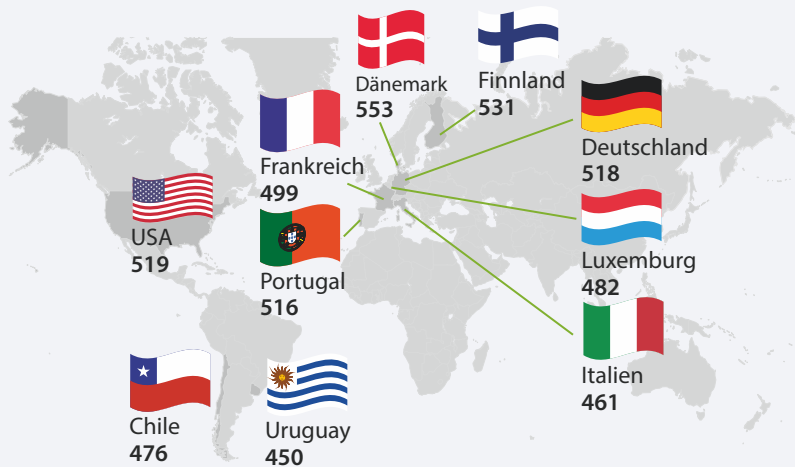 Dänemark
553
Finnland
531
Frankreich
499
Deutschland
518
USA
519
Portugal
516
Luxemburg
482
Italien
461
Chile
476
Uruguay
450